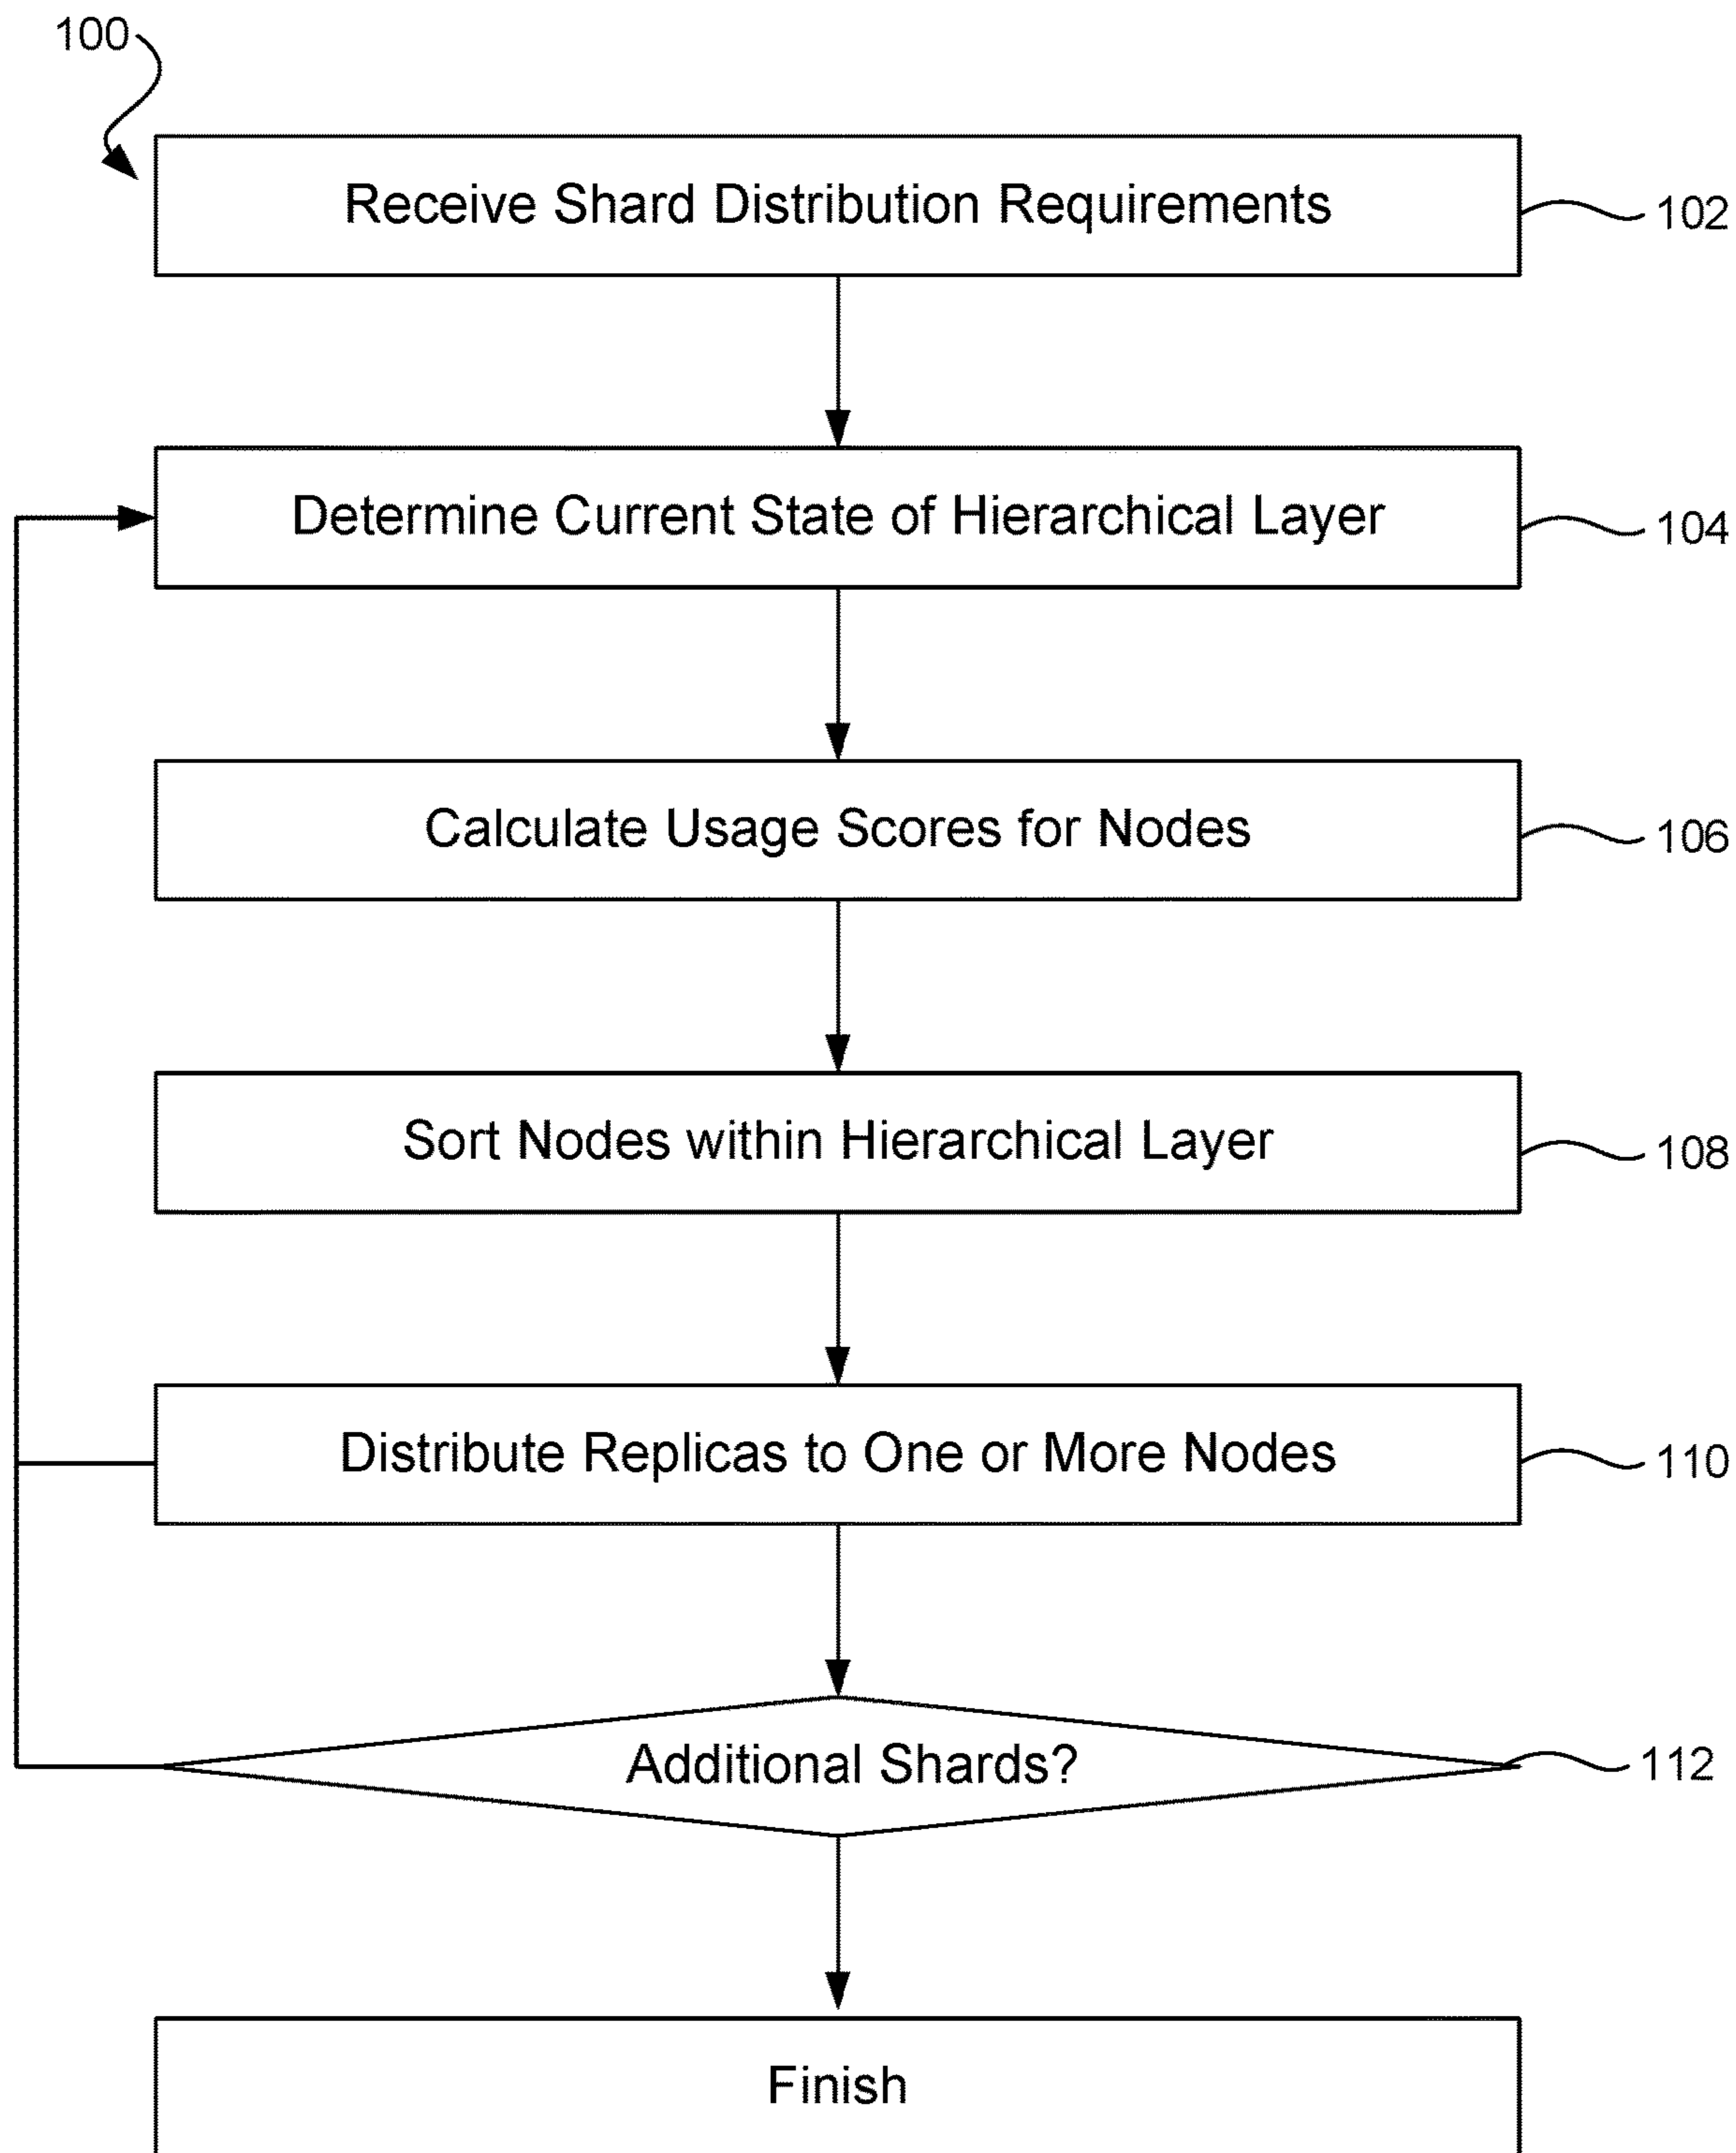 100
Receive Shard Distribution Requirements
102
Determine Current State of Hierarchical Layer
104
Calculate Usage Scores for Nodes
106
Sort Nodes within Hierarchical Layer
108
Distribute Replicas to One or More Nodes
110
Additional Shards?
112
Finish